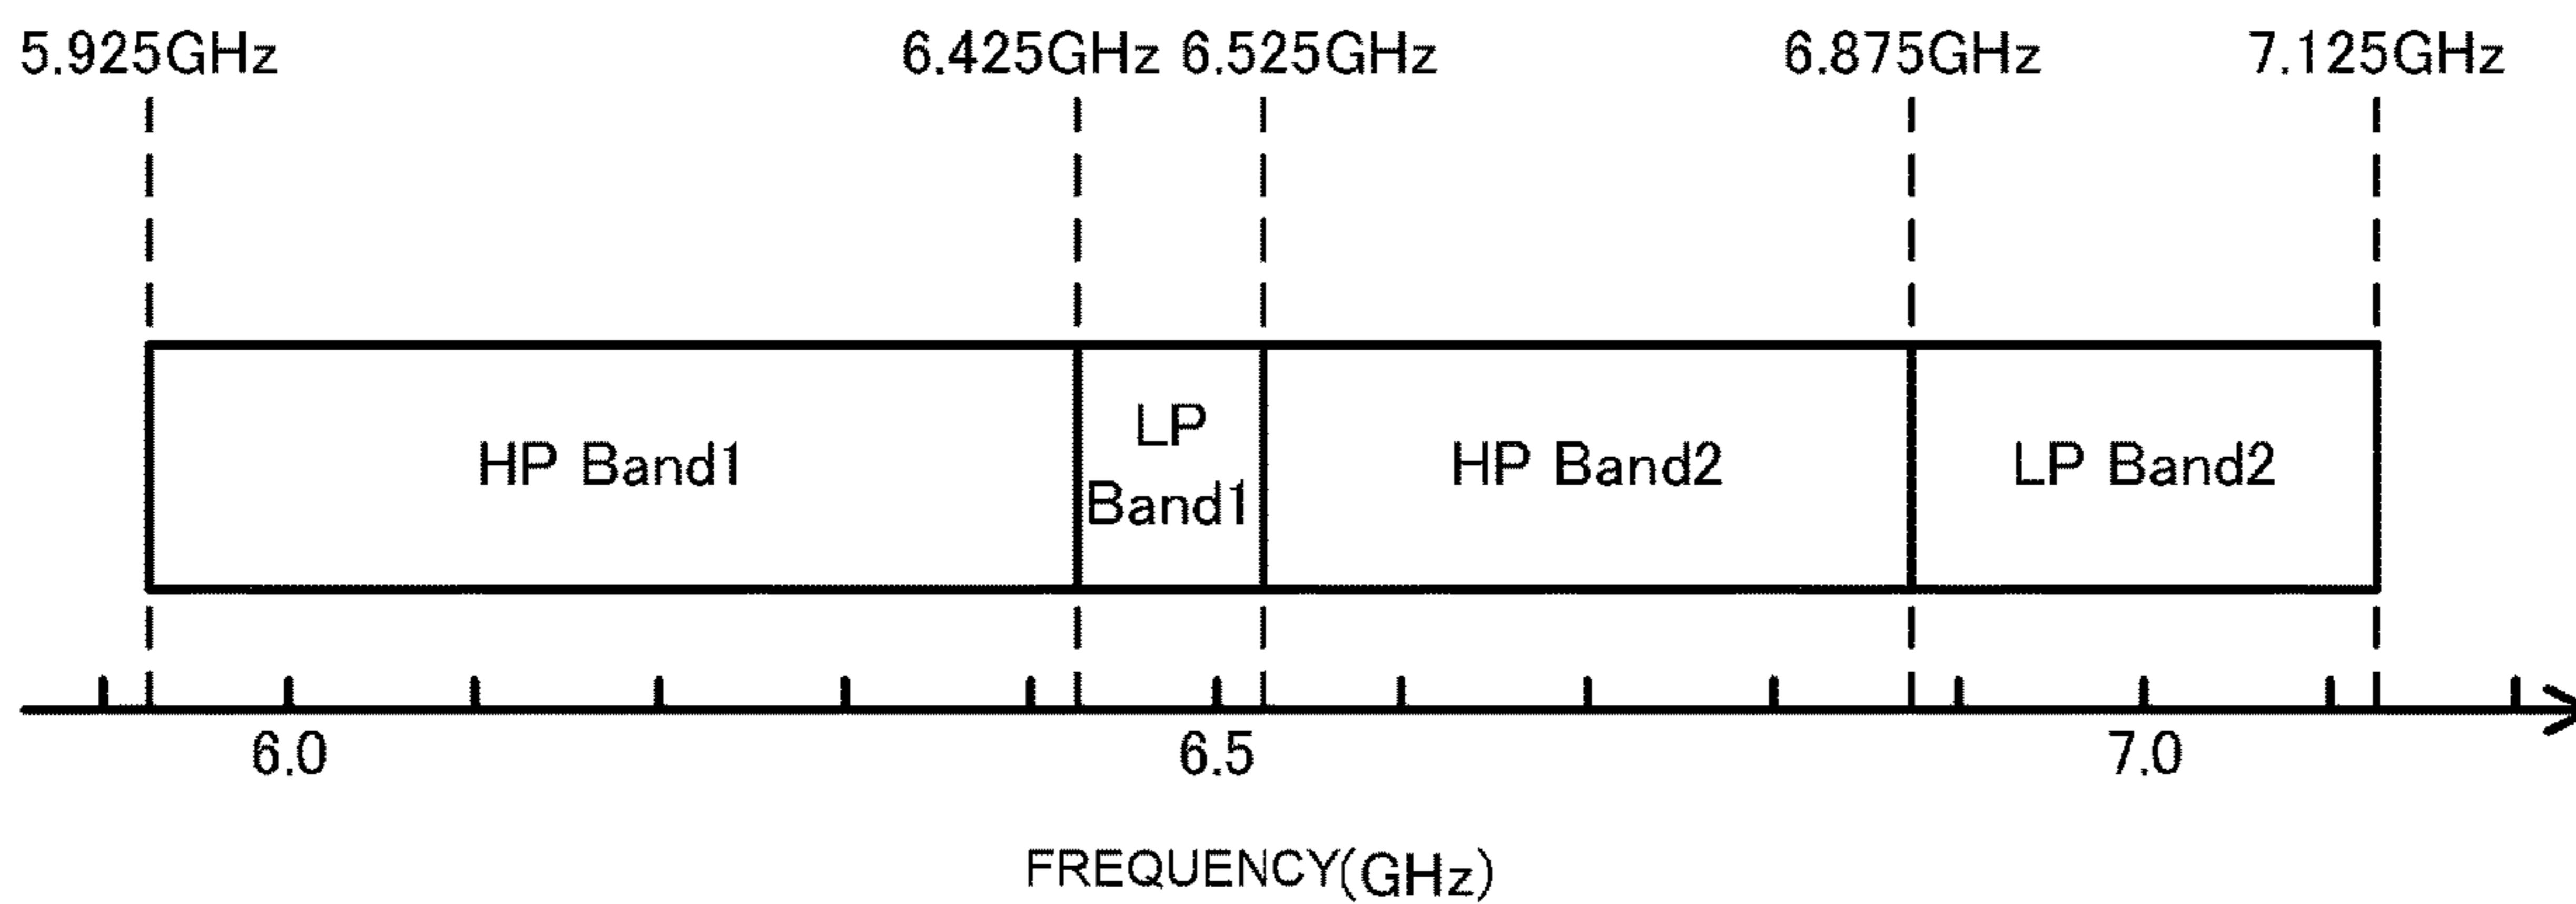 5.925GHz 6.425GHz 6.525GHz 6.875GHz 7.125GHz
HP Band1
LP
Band1
HP Band2
LP Band2
6.0 6.5 7.0
FREQUENCY(GHz)